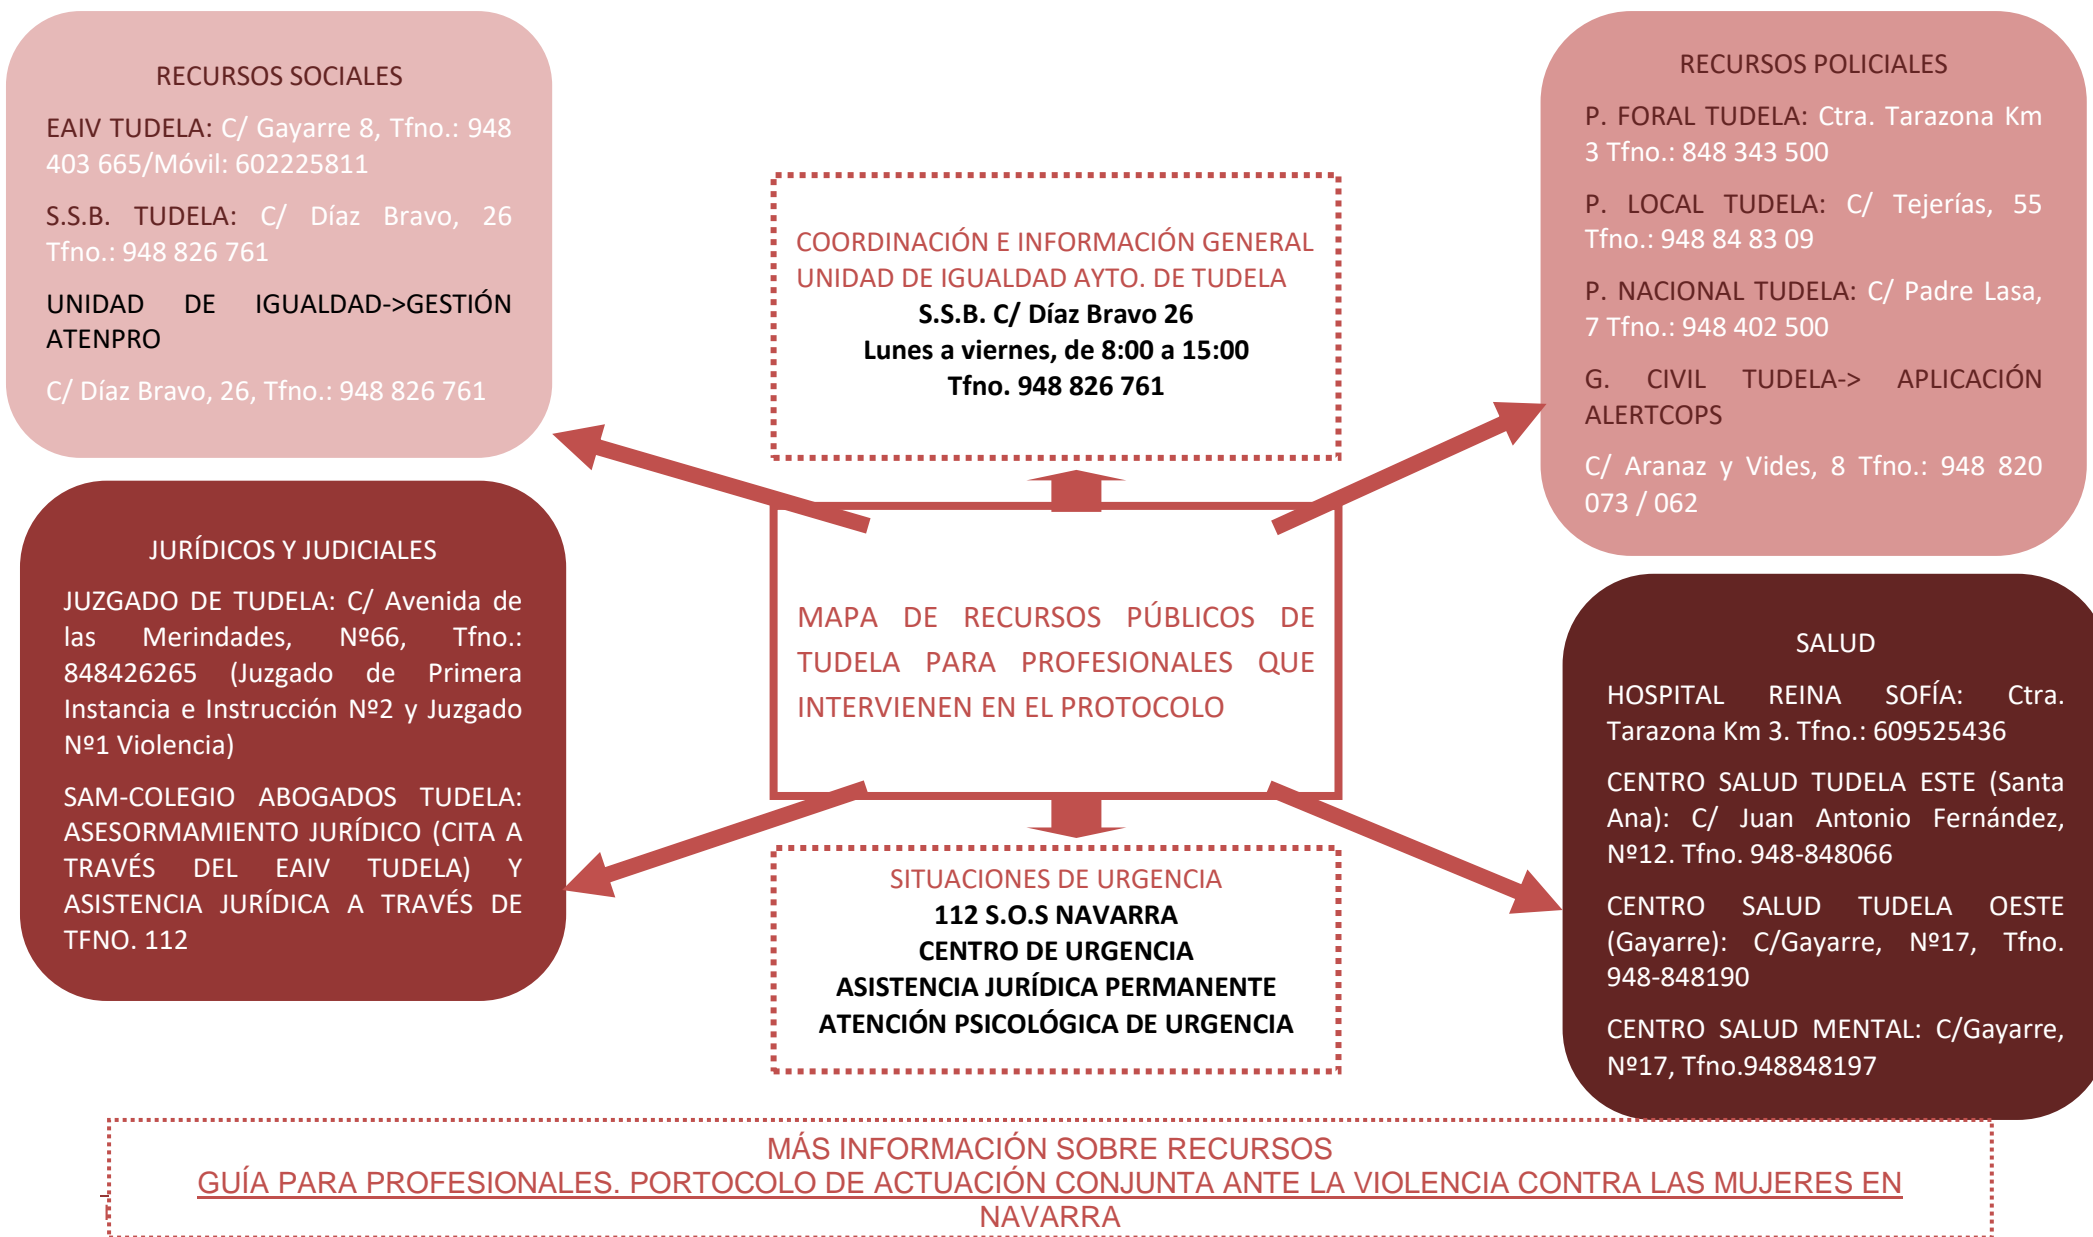 RECURSOS SOCIALES
EAIV TUDELA: C/ Gayarre 8, Tfno.: 948
403 665/Móvil: 602225811
S.S.B. TUDELA: C/ Díaz Bravo, 26
Tfno.: 948 826 761
UNIDAD DE IGUALDAD->GESTIÓN
ATENPRO
C/ Díaz Bravo, 26, Tfno.: 948 826 761
COORDINACIÓN E INFORMACIÓN GENERAL
UNIDAD DE IGUALDAD AYTO. DE TUDELA
S.S.B. C/ Díaz Bravo 26
Lunes a viernes, de 8:00 a 15:00
Tfno. 948 826 761
RECURSOS POLICIALES
P. FORAL TUDELA: Ctra. Tarazona Km
3 Tfno.: 848 343 500
P. LOCAL TUDELA: C/ Tejerías, 55
Tfno.: 948 84 83 09
P. NACIONAL TUDELA: C/ Padre Lasa,
7 Tfno.: 948 402 500
G. CIVIL TUDELA-> APLICACIÓN
ALERTCOPS
C/ Aranaz y Vides, 8 Tfno.: 948 820
073 / 062
JURÍDICOS Y JUDICIALES
JUZGADO DE TUDELA: C/ Avenida de
las Merindades, Nº66, Tfno.:
848426265 (Juzgado de Primera
Instancia e Instrucción Nº2 y Juzgado
Nº1 Violencia)
SAM-COLEGIO ABOGADOS TUDELA:
ASESORMAMIENTO JURÍDICO (CITA A
TRAVÉS DEL EAIV TUDELA) Y
ASISTENCIA JURÍDICA A TRAVÉS DE
TFNO. 112
MAPA DE RECURSOS PÚBLICOS DE
TUDELA PARA PROFESIONALES QUE
INTERVIENEN EN EL PROTOCOLO
SALUD
HOSPITAL REINA SOFÍA: Ctra.
Tarazona Km 3. Tfno.: 609525436
CENTRO SALUD TUDELA ESTE (Santa
Ana): C/ Juan Antonio Fernández,
Nº12. Tfno. 948-848066
CENTRO SALUD TUDELA OESTE
(Gayarre): C/Gayarre, Nº17, Tfno.
948-848190
CENTRO SALUD MENTAL: C/Gayarre,
Nº17, Tfno.948848197
SITUACIONES DE URGENCIA
112 S.O.S NAVARRA
CENTRO DE URGENCIA
ASISTENCIA JURÍDICA PERMANENTE
ATENCIÓN PSICOLÓGICA DE URGENCIA
MÁS INFORMACIÓN SOBRE RECURSOS
GUÍA PARA PROFESIONALES. PORTOCOLO DE ACTUACIÓN CONJUNTA ANTE LA VIOLENCIA CONTRA LAS MUJERES EN
NAVARRA